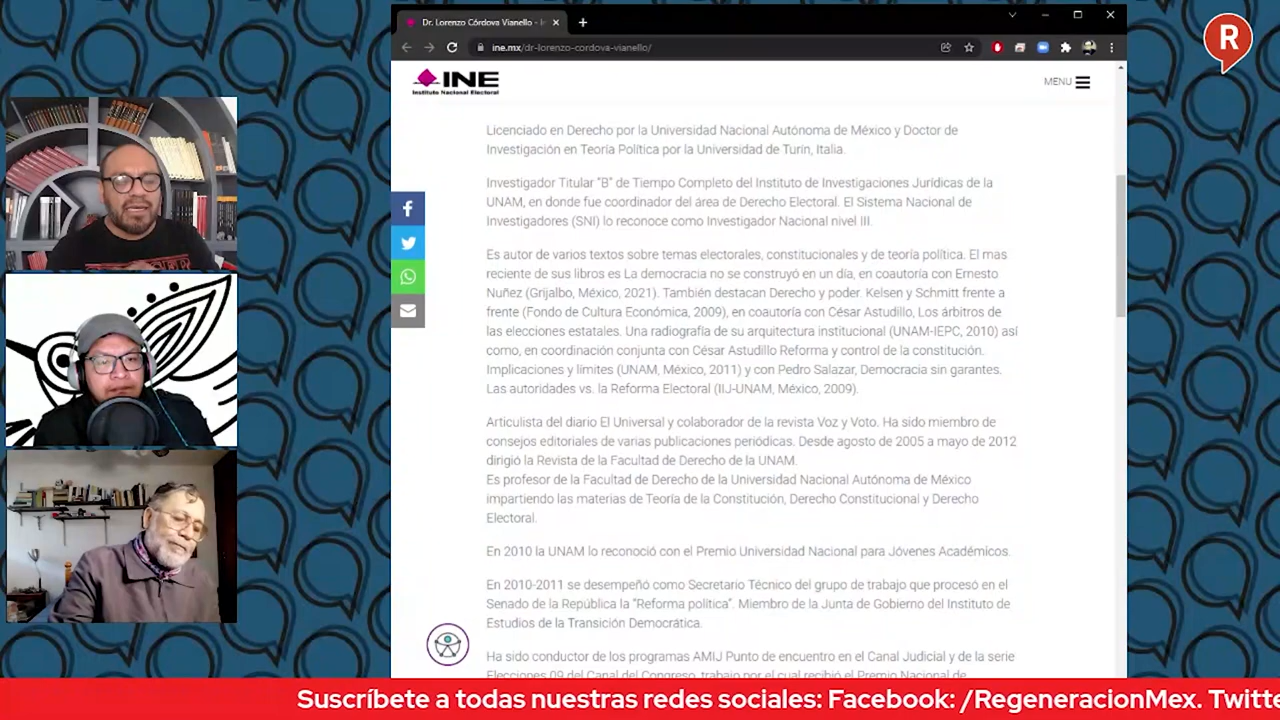 Dr. Lorenzo Córdova Vianello - I
ine.mx/dr-lorenzo-cordova-vianello/
R
INE
Instituto Nacional Electoral
MENU
Licenciado en Derecho por la Universidad Nacional Autónoma de México y Doctor de
Investigación en Teoría Política por la Universidad de Turín, Italia.
Investigador Titular “B” de Tiempo Completo del Instituto de Investigaciones Jurídicas de la
UNAM, en donde fue coordinador del área de Derecho Electoral. El Sistema Nacional de
Investigadores (SNI) lo reconoce como Investigador Nacional nivel III.
Es autor de varios textos sobre temas electorales, constitucionales y de teoría política. El mas
reciente de sus libros es La democracia no se construyó en un día, en coautoría con Ernesto
Nuñez (Grijalbo, México, 2021). También destacan Derecho y poder. Kelsen y Schmitt frente a
frente (Fondo de Cultura Económica, 2009), en coautoría con César Astudillo, Los árbitros de
las elecciones estatales. Una radiografía de su arquitectura institucional (UNAM-IEPC, 2010) así
como, en coordinación conjunta con César Astudillo Reforma y control de la constitución.
Implicaciones y límites (UNAM, México, 2011) y con Pedro Salazar, Democracia sin garantes.
Las autoridades vs. la Reforma Electoral (IIJ-UNAM, México, 2009).
Articulista del diario El Universal y colaborador de la revista Voz y Voto. Ha sido miembro de
consejos editoriales de varias publicaciones periódicas. Desde agosto de 2005 a mayo de 2012
dirigió la Revista de la Facultad de Derecho de la UNAM.
Es profesor de la Facultad de Derecho de la Universidad Nacional Autónoma de México
impartiendo las materias de Teoría de la Constitución, Derecho Constitucional y Derecho
Electoral.
En 2010 la UNAM lo reconoció con el Premio Universidad Nacional para Jóvenes Académicos.
En 2010-2011 se desempeñó como Secretario Técnico del grupo de trabajo que procesó en el
Senado de la República la “Reforma política”. Miembro de la Junta de Gobierno del Instituto de
Estudios de la Transición Democrática.
Ha sido conductor de los programas AMIJ Punto de encuentro en el Canal Judicial y de la serie
Elecciones 09 del Canal del Congreso, trabajo por el cual recibió el Premio Nacional de
Suscríbete a todas nuestras redes sociales: Facebook: /RegeneracionMex. Twitte